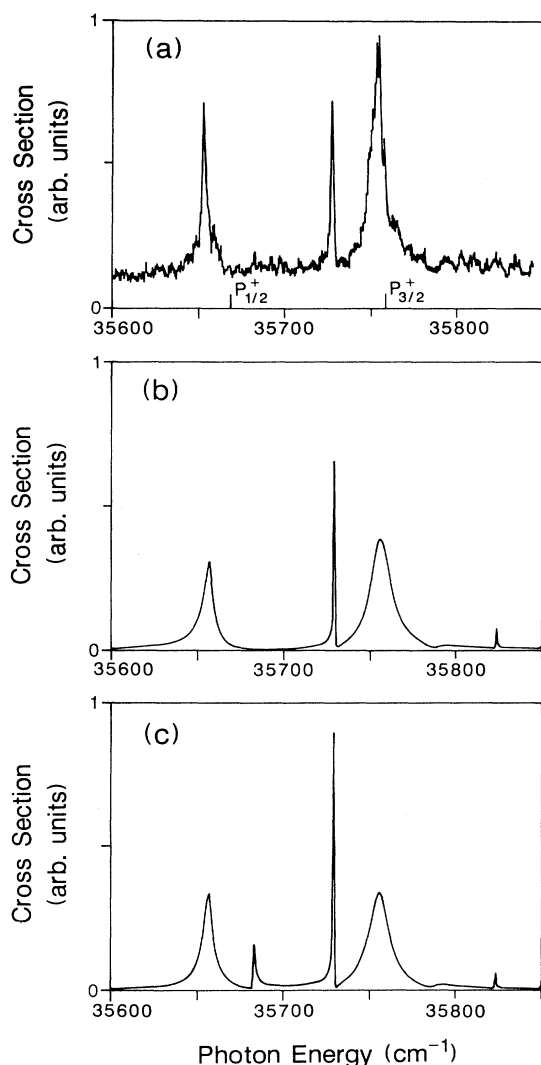 1
(a)
Cross Section
(arb. units)
P+1/2
P+3/2
0
35600
35700
35800
1
(b)
Cross Section
(arb. units)
0
35600
35700
35800
1
(c)
Cross Section
(arb. units)
0
35600
35700
35800
Photon Energy (cm−1)